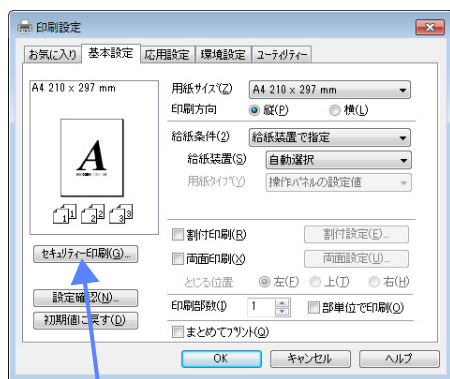 印刷設定
お気に入り 基本設定 応用設定 環境設定 ユーティリティー
A4 210 x 297 mm
A
1 1 2 2 3 3
セキュリティー印刷(G)...
設定確認(N)...
初期値に戻す(D)
用紙サイズ(Z) A4 210 x 297 mm
印刷方向 縦(P) 横(L)
給紙条件(2) 給紙装置で指定
給紙装置(S) 自動選択
用紙タイプ(Y) 操作パネルの設定値
割付印刷(R) 割付設定(E)...
両面印刷(X) 両面設定(U)...
とじる位置 左(F) 上(T) 右(H)
印刷部数(I) 1 部単位で印刷(O)
まとめてプリント(Q)
OK キャンセル ヘルプ